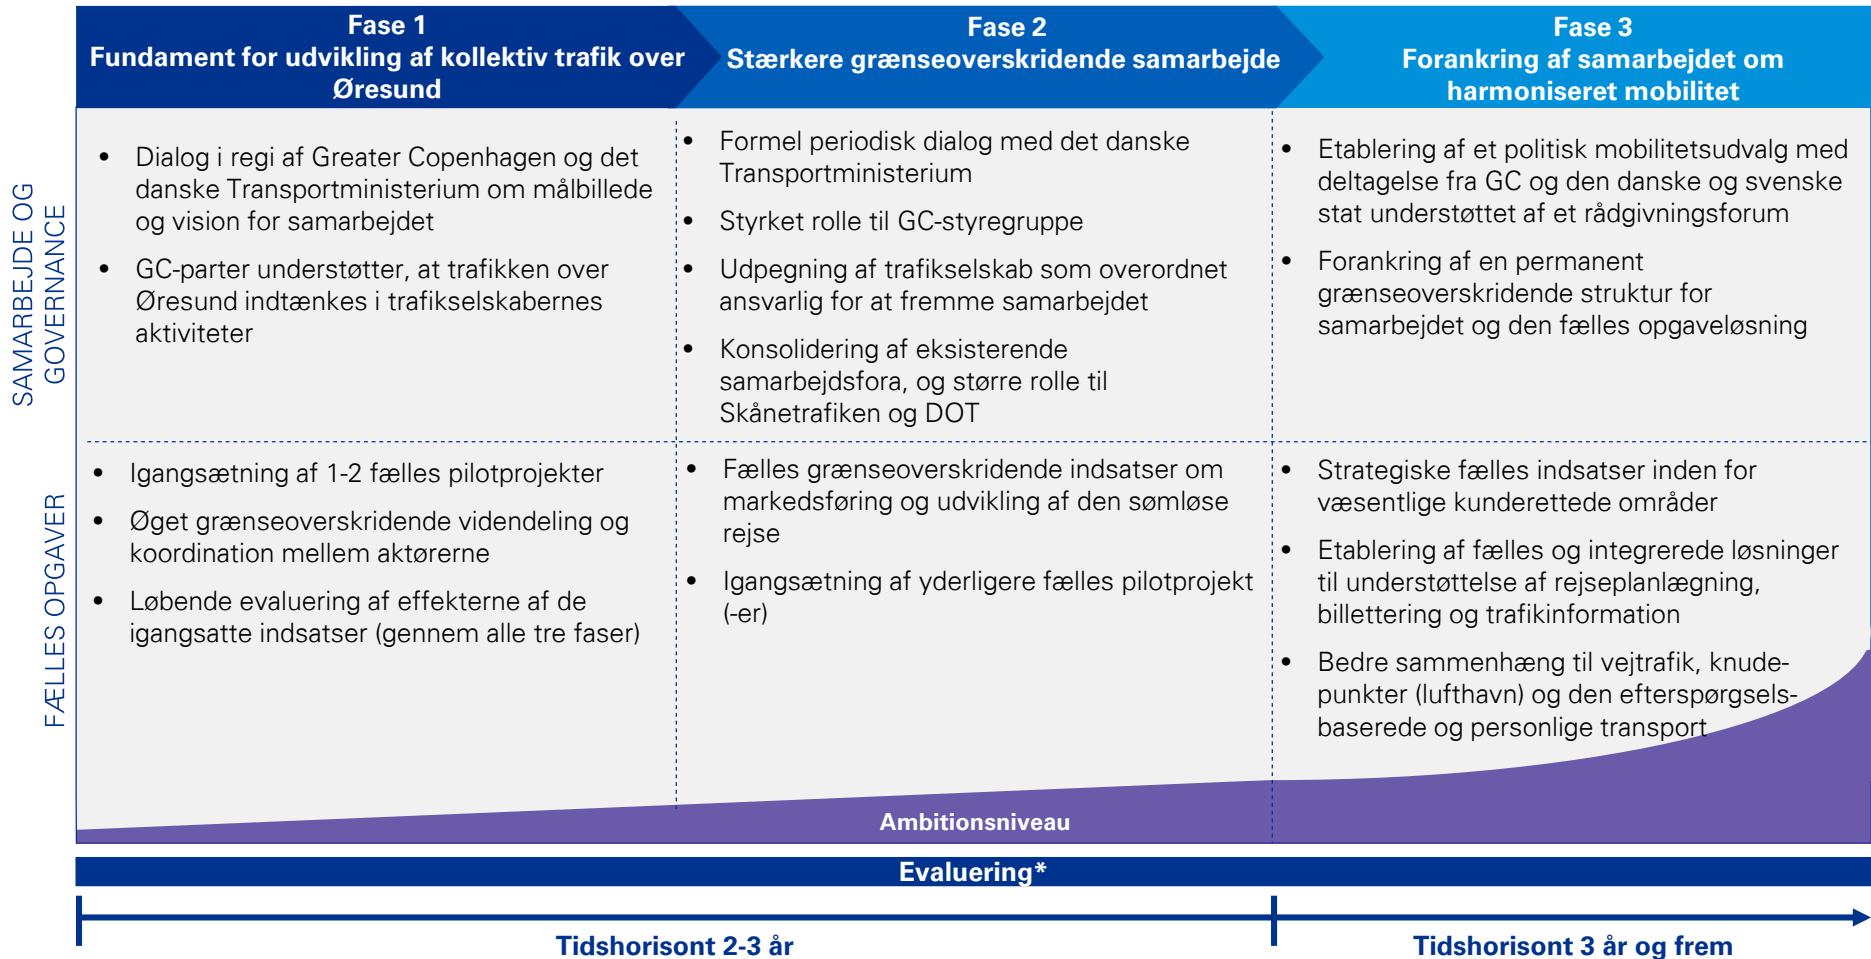 Fase 1
Fundament for udvikling af kollektiv trafik over
Øresund
Fase 2
Stærkere grænseoverskridende samarbejde
Fase 3
Forankring af samarbejdet om
harmoniseret mobilitet
SAMARBEJDE OG
GOVERNANCE
• Dialog i regi af Greater Copenhagen og det
danske Transportministerium om målbillede
og vision for samarbejdet
• GC-parter understøtter, at trafikken over
Øresund indtænkes i trafikselskabernes
aktiviteter
• Formel periodisk dialog med det danske
Transportministerium
• Styrket rolle til GC-styregruppe
• Udpegning af trafikselskab som overordnet
ansvarlig for at fremme samarbejdet
• Konsolidering af eksisterende
samarbejdsfora, og større rolle til
Skånetrafiken og DOT
• Etablering af et politisk mobilitetsudvalg med
deltagelse fra GC og den danske og svenske
stat understøttet af et rådgivningsforum
• Forankring af en permanent
grænseoverskridende struktur for
samarbejdet og den fælles opgaveløsning
FÆLLES OPGAVER
• Igangsætning af 1-2 fælles pilotprojekter
• Øget grænseoverskridende videndeling og
koordination mellem aktørerne
• Løbende evaluering af effekterne af de
igangsatte indsatser (gennem alle tre faser)
• Fælles grænseoverskridende indsatser om
markedsføring og udvikling af den sømløse
rejse
• Igangsætning af yderligere fælles pilotprojekt
(-er)
• Strategiske fælles indsatser inden for
væsentlige kunderettede områder
• Etablering af fælles og integrerede løsninger
til understøttelse af rejseplanlægning,
billettering og trafikinformation
• Bedre sammenhæng til vejtrafik, knude-
punkter (lufthavn) og den efterspørgsels-
baserede og personlige transport
Ambitionsniveau
Evaluering*
Tidshorisont 2-3 år
Tidshorisont 3 år og frem